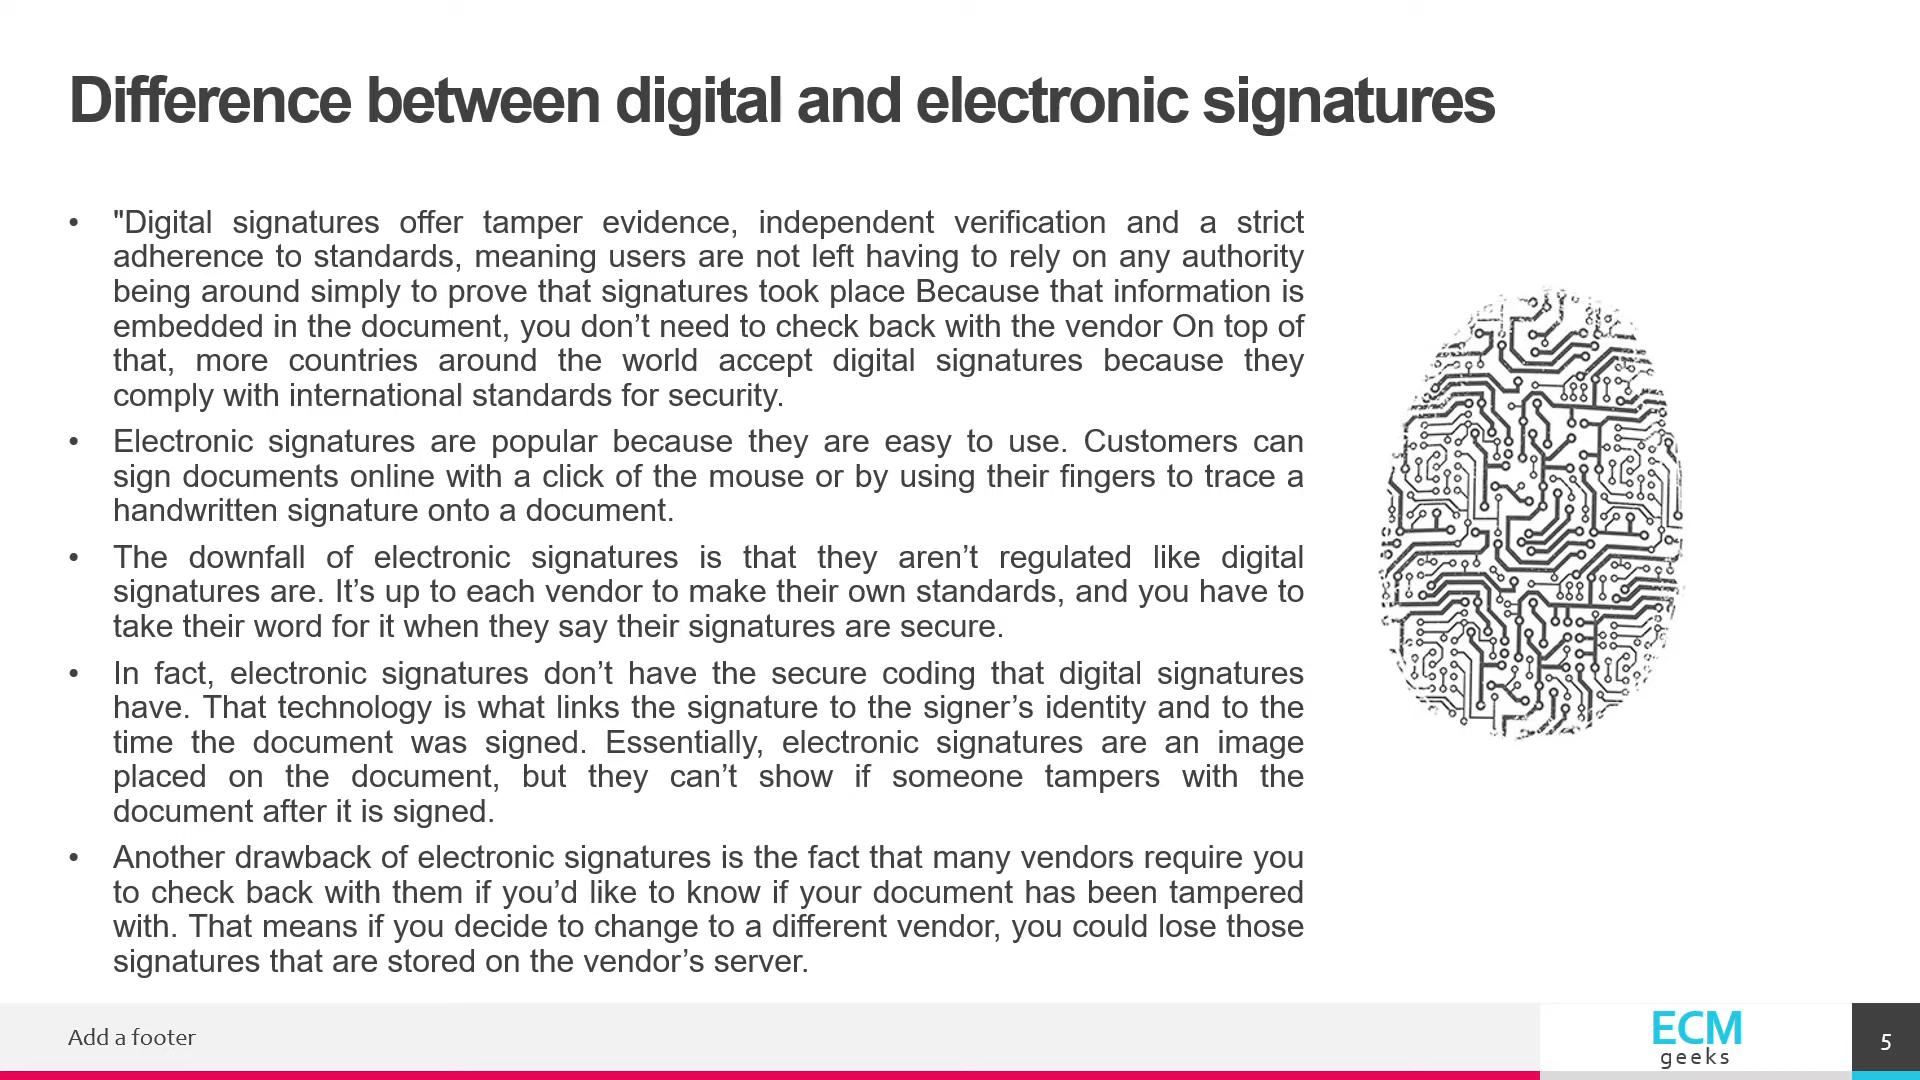 Difference between digital and electronic signatures
• "Digital signatures offer tamper evidence, independent verification and a strict
adherence to standards, meaning users are not left having to rely on any authority
being around simply to prove that signatures took place Because that information is
embedded in the document, you don’t need to check back with the vendor On top of
that, more countries around the world accept digital signatures because they
comply with international standards for security.
• Electronic signatures are popular because they are easy to use. Customers can
sign documents online with a click of the mouse or by using their fingers to trace a
handwritten signature onto a document.
• The downfall of electronic signatures is that they aren’t regulated like digital
signatures are. It’s up to each vendor to make their own standards, and you have to
take their word for it when they say their signatures are secure.
• In fact, electronic signatures don’t have the secure coding that digital signatures
have. That technology is what links the signature to the signer’s identity and to the
time the document was signed. Essentially, electronic signatures are an image
placed on the document, but they can’t show if someone tampers with the
document after it is signed.
• Another drawback of electronic signatures is the fact that many vendors require you
to check back with them if you’d like to know if your document has been tampered
with. That means if you decide to change to a different vendor, you could lose those
signatures that are stored on the vendor’s server.
Add a footer
ECM
geeks
5